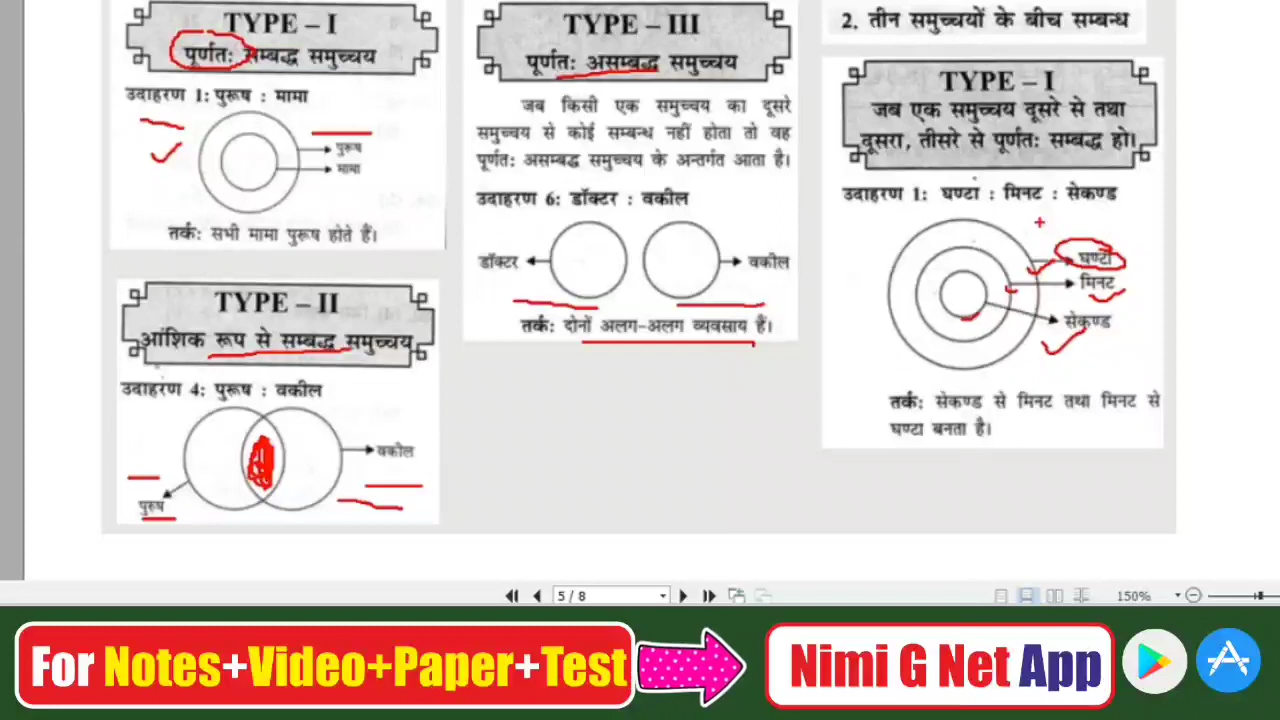 TYPE – I
पूर्णतः सम्बद्ध समुच्चय
उदाहरण 1: पुरूष : मामा
पुरूष
मामा
तर्क: सभी मामा पुरूष होते हैं।
TYPE – II
आंशिक रूप से सम्बद्ध समुच्चय
उदाहरण 4: पुरूष : वकील
वकील
पुरूष
TYPE – III
पूर्णतः असम्बद्ध समुच्चय
जब किसी एक समुच्चय का दूसरे
समुच्चय से कोई सम्बन्ध नहीं होता तो वह
पूर्णतः असम्बद्ध समुच्चय के अन्तर्गत आता है।
उदाहरण 6: डॉक्टर : वकील
डॉक्टर
वकील
तर्क: दोनों अलग-अलग व्यवसाय हैं।
2. तीन समुच्चयों के बीच सम्बन्ध
TYPE – I
जब एक समुच्चय दूसरे से तथा
दूसरा, तीसरे से पूर्णतः सम्बद्ध हो।
उदाहरण 1: घण्टा : मिनट : सेकण्ड
घण्टा
मिनट
सेकण्ड
तर्क: सेकण्ड से मिनट तथा मिनट से
घण्टा बनता है।
5 / 8
150%
For Notes+Video+Paper+Test
Nimi G Net App